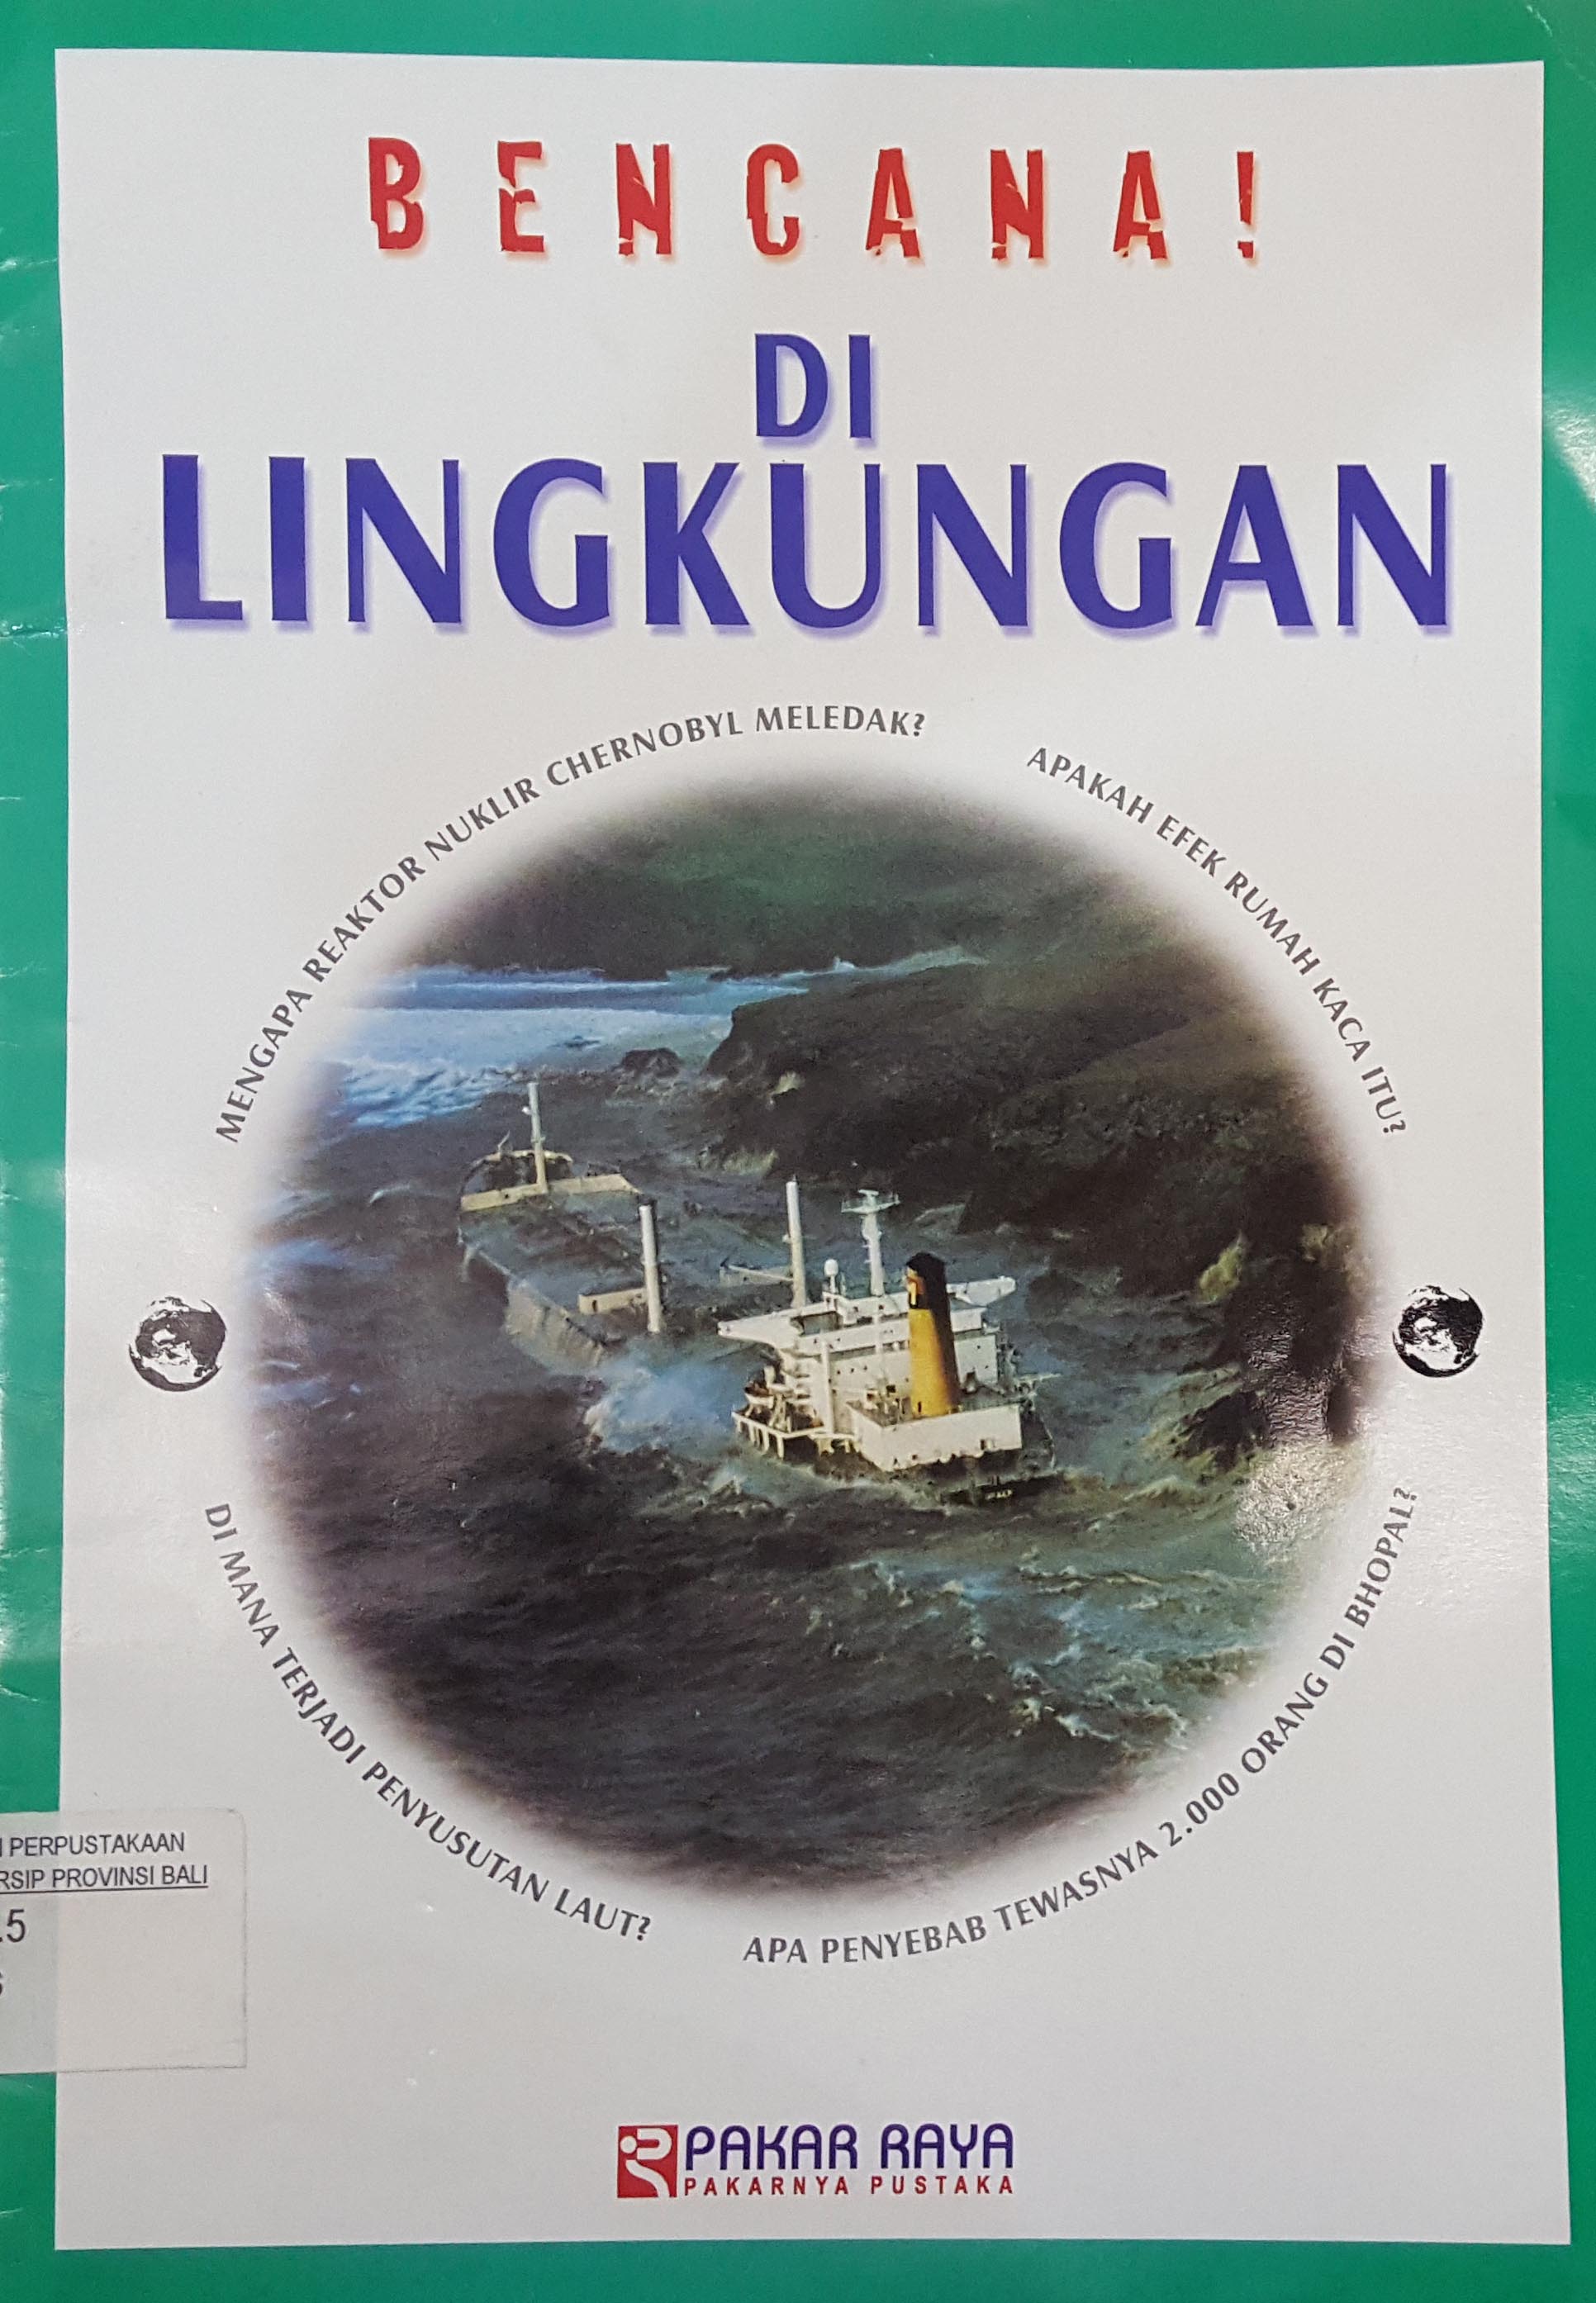 BENCANA!
DI
LINGKUNGAN
MENGAPA REAKTOR NUKLIR CHERNOBYL MELEDAK?
APAKAH EFEK RUMAH KACA ITU?
DI MANA TERJADI PENYUSUTAN LAUT?
APA PENYEBAB TEWASNYA 2.000 ORANG DI BHOPAL?
PERPUSTAKAAN
RSIP PROVINSI BALI
.5
PAKAR RAYA
PAKARNYA PUSTAKA